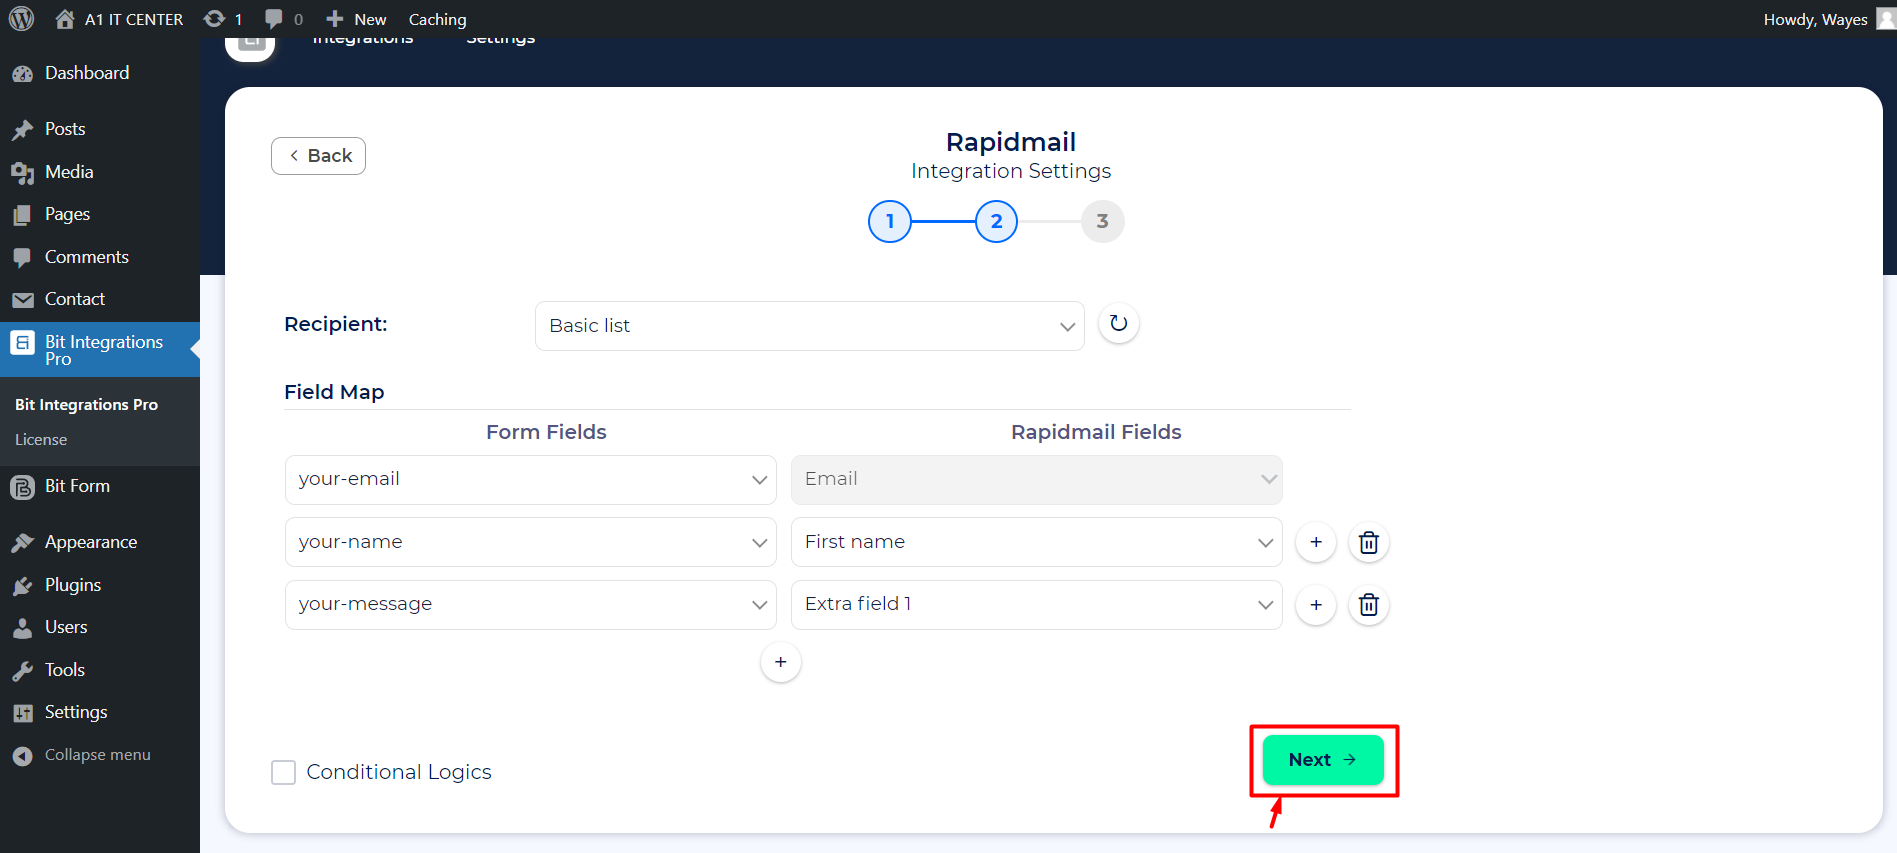 A1 IT CENTER 1 0 New Caching Howdy, Wayes
Integrations Settings
Dashboard
Posts
Media
Pages
Comments
Contact
Bit Integrations
Pro
Bit Integrations Pro
License
Bit Form
Appearance
Plugins
Users
Tools
Settings
Collapse menu
Back
Rapidmail
Integration Settings
1 2 3
Recipient: Basic list
Field Map
Form Fields Rapidmail Fields
your-email Email
your-name First name
your-message Extra field 1
Conditional Logics
Next →